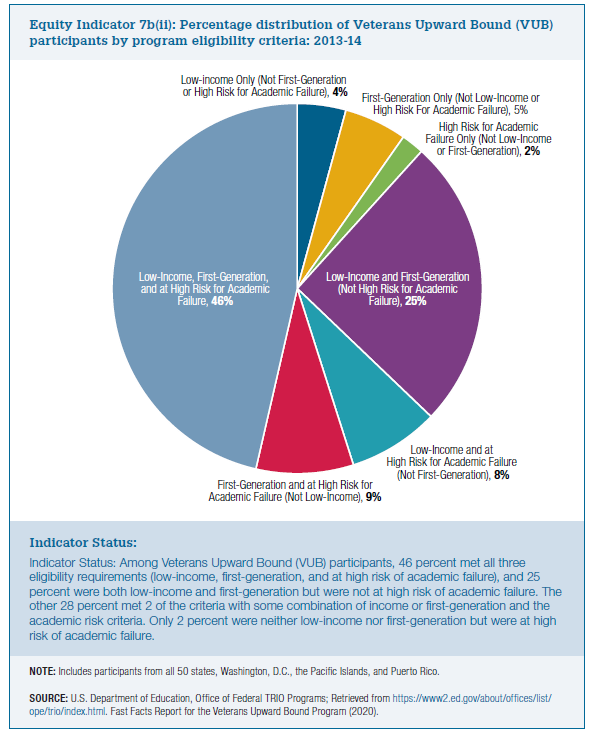 Equity Indicator 7b(ii): Percentage distribution of Veterans Upward Bound (VUB)
participants by program eligibility criteria: 2013-14
Low-income Only (Not First-Generation
or High Risk for Academic Failure), 4%
First-Generation Only (Not Low-Income or
High Risk For Academic Failure), 5%
High Risk for Academic
Failure Only (Not Low-Income
or First-Generation), 2%
Low-Income, First-Generation,
and at High Risk for Academic
Failure, 46%
Low-Income and First-Generation
(Not High Risk for Academic
Failure), 25%
Low-Income and at
High Risk for Academic Failure
(Not First-Generation), 8%
First-Generation and at High Risk for
Academic Failure (Not Low-Income), 9%
Indicator Status:
Indicator Status: Among Veterans Upward Bound (VUB) participants, 46 percent met all three
eligibility requirements (low-income, first-generation, and at high risk of academic failure), and 25
percent were both low-income and first-generation but were not at high risk of academic failure. The
other 28 percent met 2 of the criteria with some combination of income or first-generation and the
academic risk criteria. Only 2 percent were neither low-income nor first-generation but were at high
risk of academic failure.
NOTE: Includes participants from all 50 states, Washington, D.C., the Pacific Islands, and Puerto Rico.
SOURCE: U.S. Department of Education, Office of Federal TRIO Programs; Retrieved from https://www2.ed.gov/about/offices/list/
ope/trio/index.html. Fast Facts Report for the Veterans Upward Bound Program (2020).